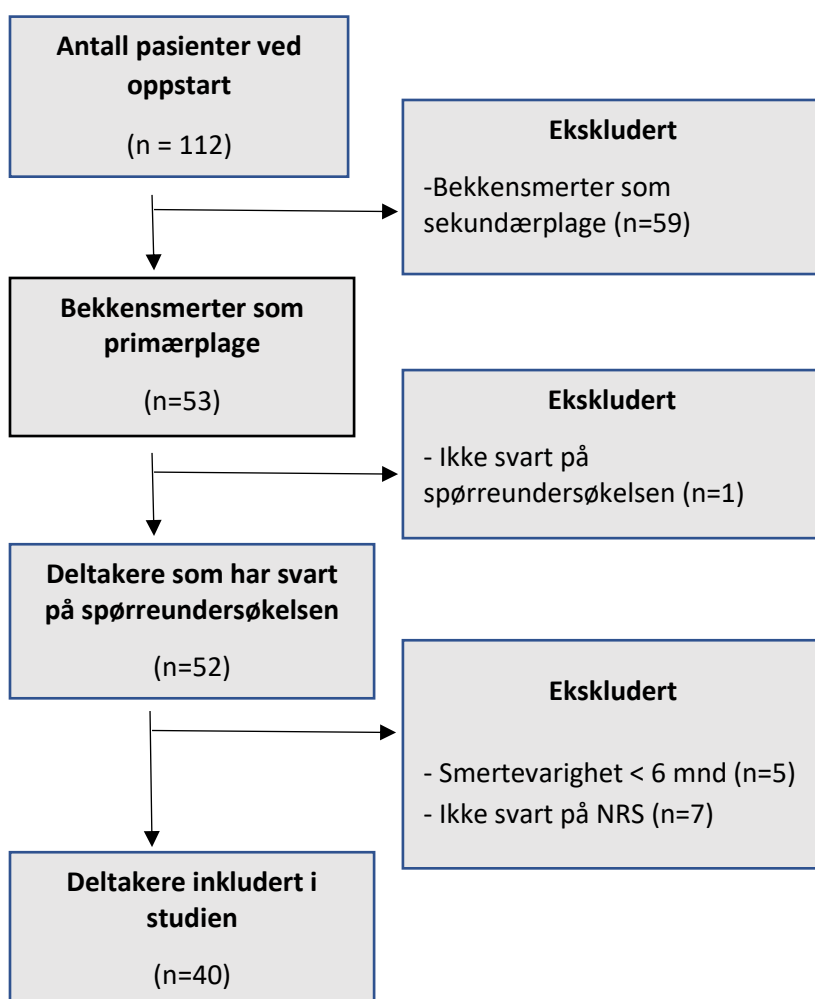 Antall pasienter ved
oppstart
(n = 112)
Ekskludert
-Bekkensmerter som
sekundærplage (n=59)
Bekkensmerter som
primærplage
(n=53)
Ekskludert
- Ikke svart på
spørreundersøkelsen (n=1)
Deltakere som har svart
på spørreundersøkelsen
(n=52)
Ekskludert
- Smertevarighet < 6 mnd (n=5)
- Ikke svart på NRS (n=7)
Deltakere inkludert i
studien
(n=40)